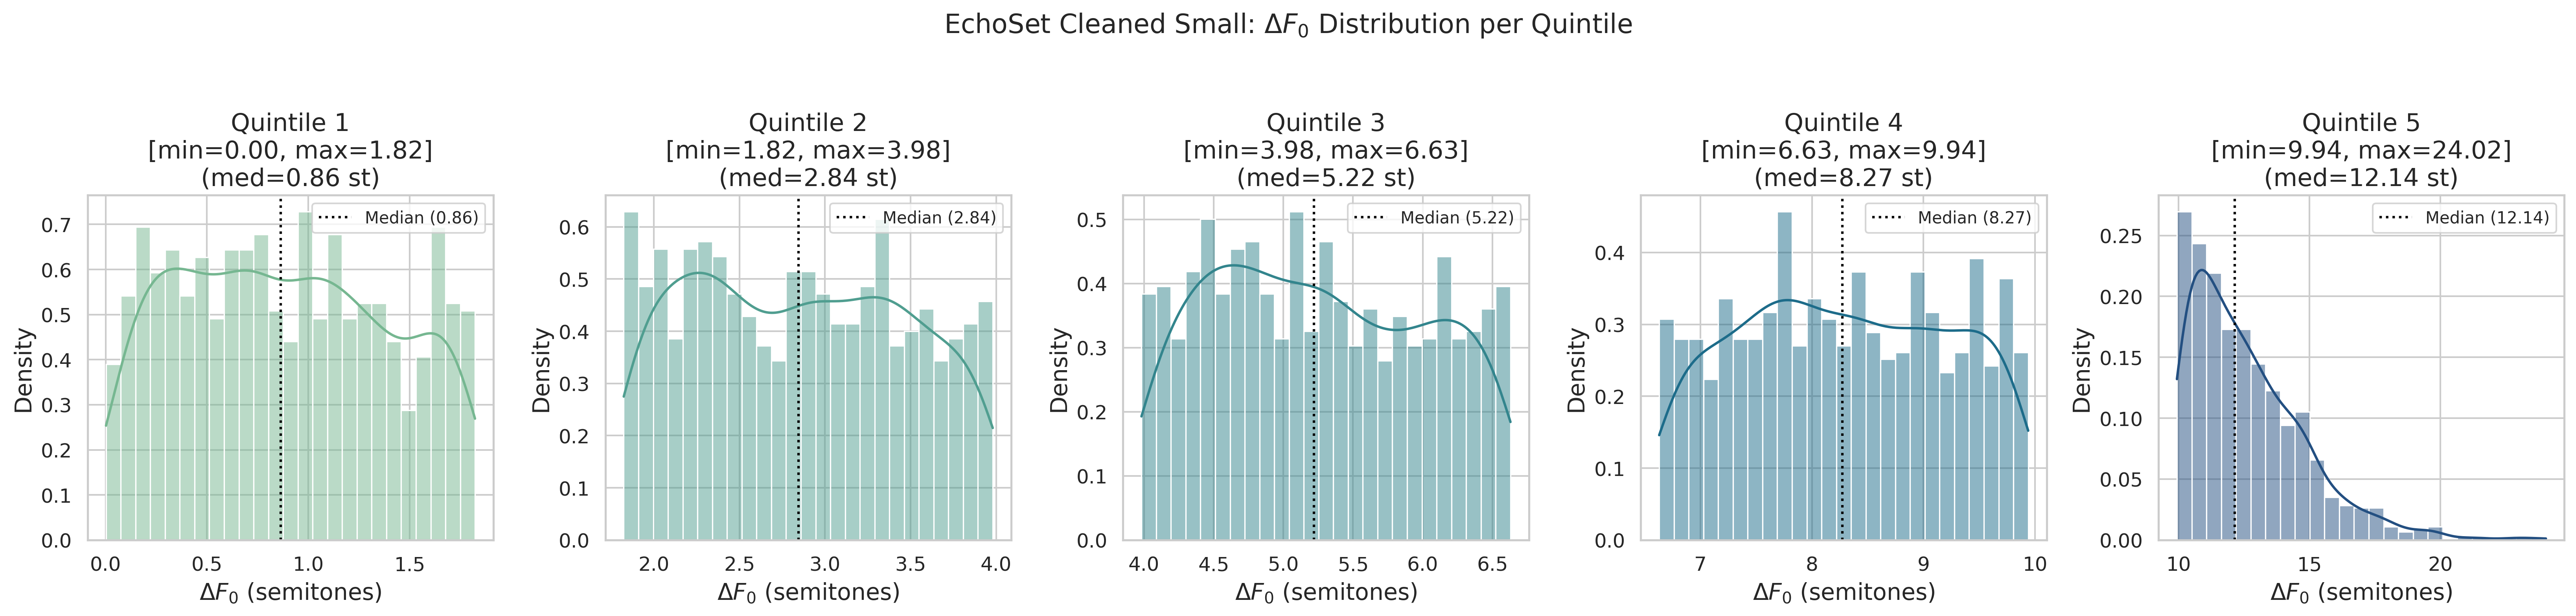 EchoSet Cleaned Small: ΔF₀ Distribution per Quintile
Quintile 1
[min=0.00, max=1.82]
(med=0.86 st)
Median (0.86)
Density
0.7
0.6
0.5
0.4
0.3
0.2
0.1
0.0
0.0 0.5 1.0 1.5
ΔF₀ (semitones)
Quintile 2
[min=1.82, max=3.98]
(med=2.84 st)
Median (2.84)
Density
0.6
0.5
0.4
0.3
0.2
0.1
0.0
2.0 2.5 3.0 3.5 4.0
ΔF₀ (semitones)
Quintile 3
[min=3.98, max=6.63]
(med=5.22 st)
Median (5.22)
Density
0.5
0.4
0.3
0.2
0.1
0.0
4.0 4.5 5.0 5.5 6.0 6.5
ΔF₀ (semitones)
Quintile 4
[min=6.63, max=9.94]
(med=8.27 st)
Median (8.27)
Density
0.4
0.3
0.2
0.1
0.0
7 8 9 10
ΔF₀ (semitones)
Quintile 5
[min=9.94, max=24.02]
(med=12.14 st)
Median (12.14)
Density
0.25
0.20
0.15
0.10
0.05
0.00
10 15 20
ΔF₀ (semitones)